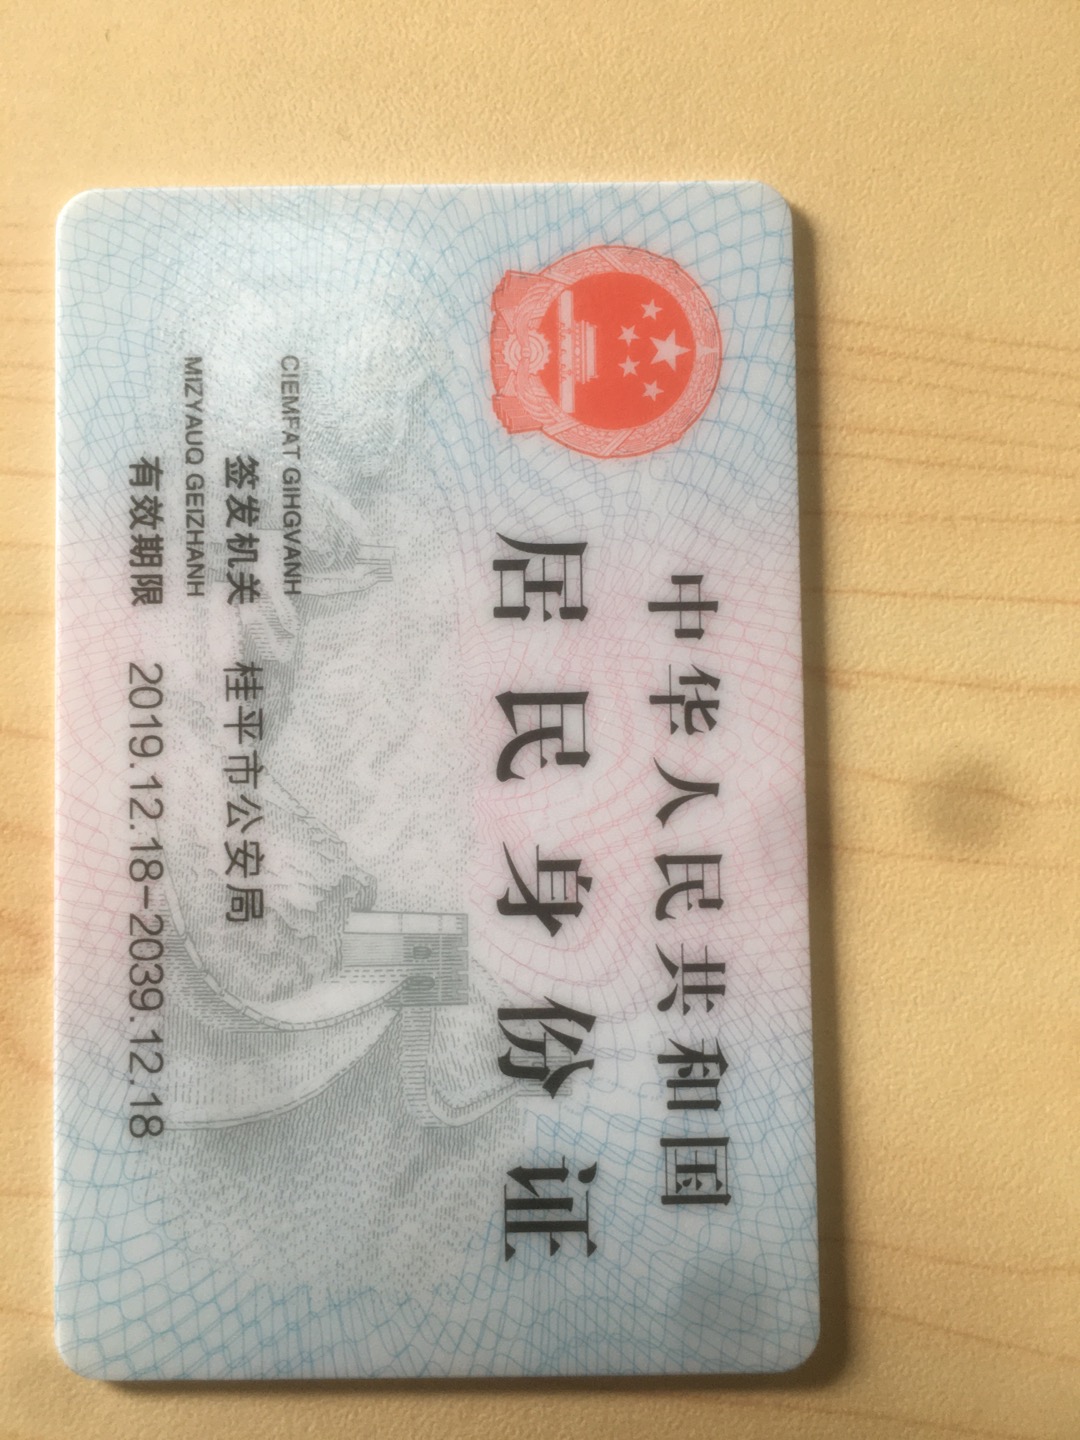 中华人民共和国
居民身份证
CIEMFAT GIHGVANH
签发机关 桂平市公安局
MIZYAUQ GEIZHANH
有效期限 2019.12.18-2039.12.18